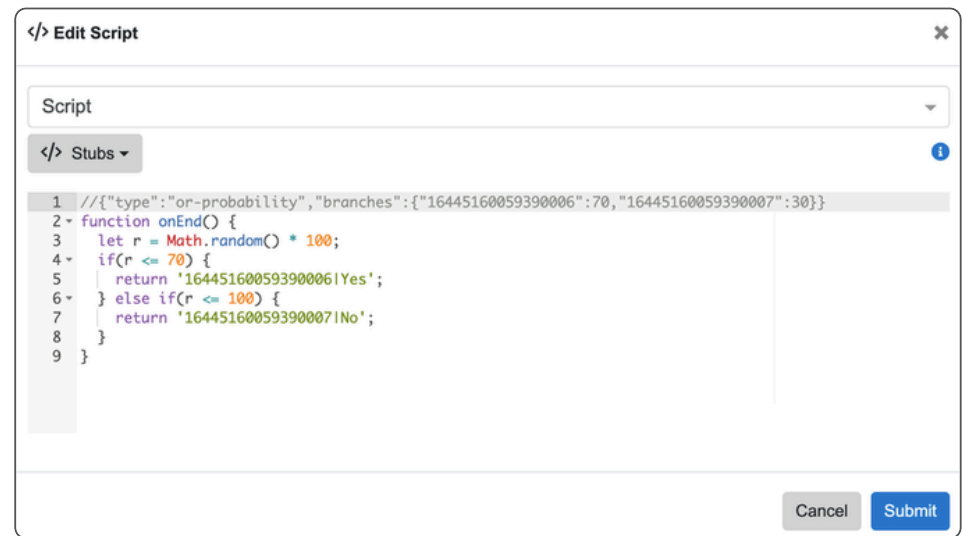 </> Edit Script
Script
</> Stubs
1 //{"type":"or-probability","branches":{"16445160059390006":70,"16445160059390007":30}}
2 function onEnd() {
3 let r = Math.random() * 100;
4 if(r <= 70) {
5 return '16445160059390006|Yes';
6 } else if(r <= 100) {
7 return '16445160059390007|No';
8 }
9 }
Cancel Submit